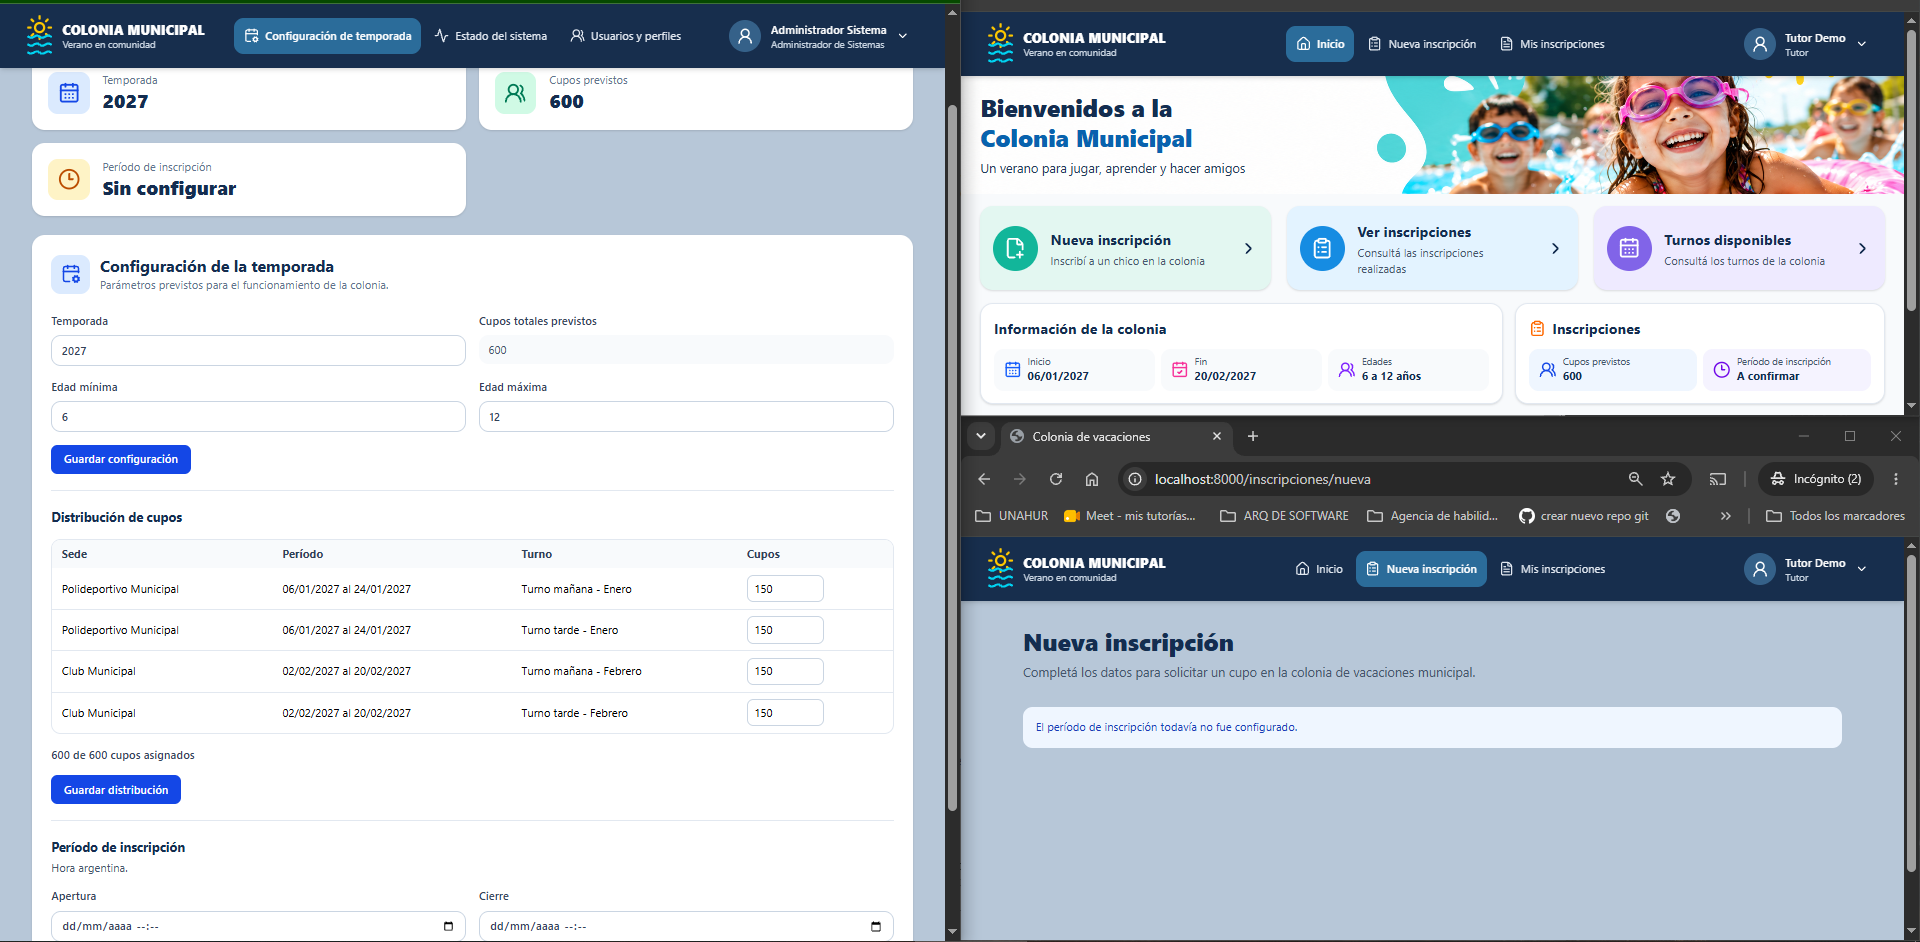 COLONIA MUNICIPAL
Verano en comunidad
Configuración de temporada
Estado del sistema
Usuarios y perfiles
Administrador Sistema
Administrador de Sistemas
Temporada
2027
Cupos previstos
600
Período de inscripción
Sin configurar
Configuración de la temporada
Parámetros previstos para el funcionamiento de la colonia.
Temporada
Cupos totales previstos
2027
600
Edad mínima
Edad máxima
6
12
Guardar configuración
Distribución de cupos
Sede Período Turno Cupos
Polideportivo Municipal 06/01/2027 al 24/01/2027 Turno mañana - Enero 150
Polideportivo Municipal 06/01/2027 al 24/01/2027 Turno tarde - Enero 150
Club Municipal 02/02/2027 al 20/02/2027 Turno mañana - Febrero 150
Club Municipal 02/02/2027 al 20/02/2027 Turno tarde - Febrero 150
600 de 600 cupos asignados
Guardar distribución
Período de inscripción
Hora argentina.
Apertura
Cierre
dd/mm/aaaa --:--
dd/mm/aaaa --:--
COLONIA MUNICIPAL
Verano en comunidad
Inicio
Nueva inscripción
Mis inscripciones
Tutor Demo
Tutor
Bienvenidos a la
Colonia Municipal
Un verano para jugar, aprender y hacer amigos
Nueva inscripción
Inscribí a un chico en la colonia
Ver inscripciones
Consultá las inscripciones
realizadas
Turnos disponibles
Consultá los turnos de la colonia
Información de la colonia
Inicio
06/01/2027
Fin
20/02/2027
Edades
6 a 12 años
Inscripciones
Cupos previstos
600
Período de inscripción
A confirmar
Colonia de vacaciones
localhost:8000/inscripciones/nueva
Incógnito (2)
UNAHUR
Meet - mis tutorías...
ARQ DE SOFTWARE
Agencia de habilid...
crear nuevo repo git
Todos los marcadores
COLONIA MUNICIPAL
Verano en comunidad
Inicio
Nueva inscripción
Mis inscripciones
Tutor Demo
Tutor
Nueva inscripción
Completá los datos para solicitar un cupo en la colonia de vacaciones municipal.
El período de inscripción todavía no fue configurado.